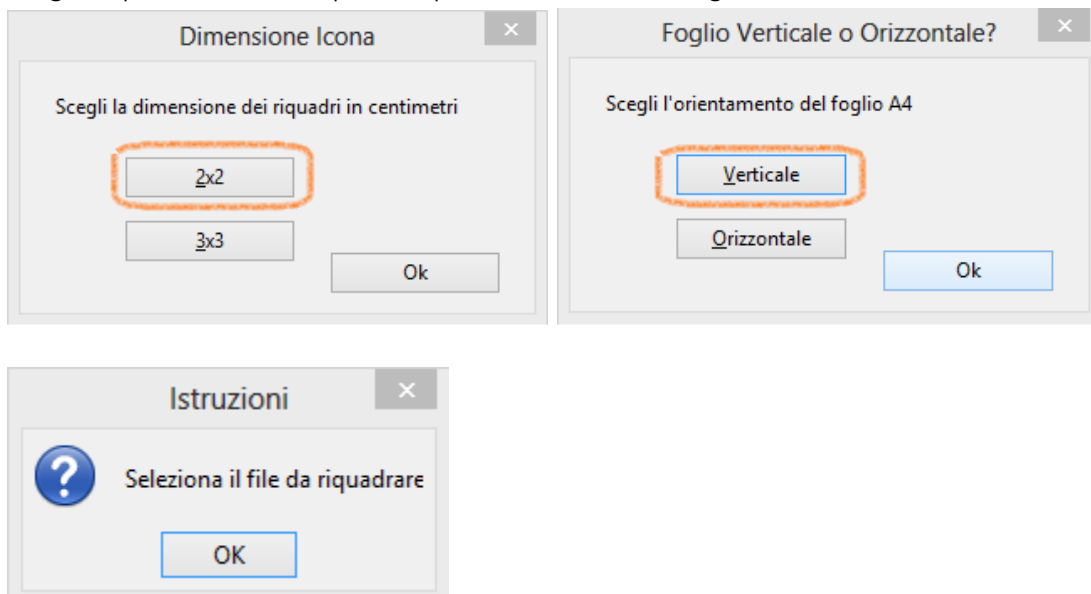 Dimensione Icona
Scegli la dimensione dei riquadri in centimetri
2x2
3x3
Ok
Foglio Verticale o Orizzontale?
Scegli l'orientamento del foglio A4
Verticale
Orizzontale
Ok
Istruzioni
Seleziona il file da riquadrare
OK